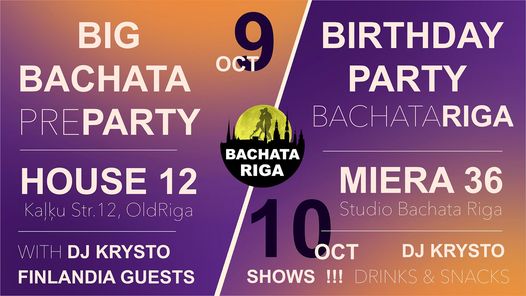 BIG
BACHATA
PREPARTY
9
OCT
HOUSE 12
Kaļķu Str.12, OldRiga
WITH DJ KRYSTO
FINLANDIA GUESTS
BACHATA
RIGA
BIRTHDAY
PARTY
BACHATARIGA
MIERA 36
Studio Bachata Riga
10
OCT
DJ KRYSTO
SHOWS !!! DRINKS & SNACKS